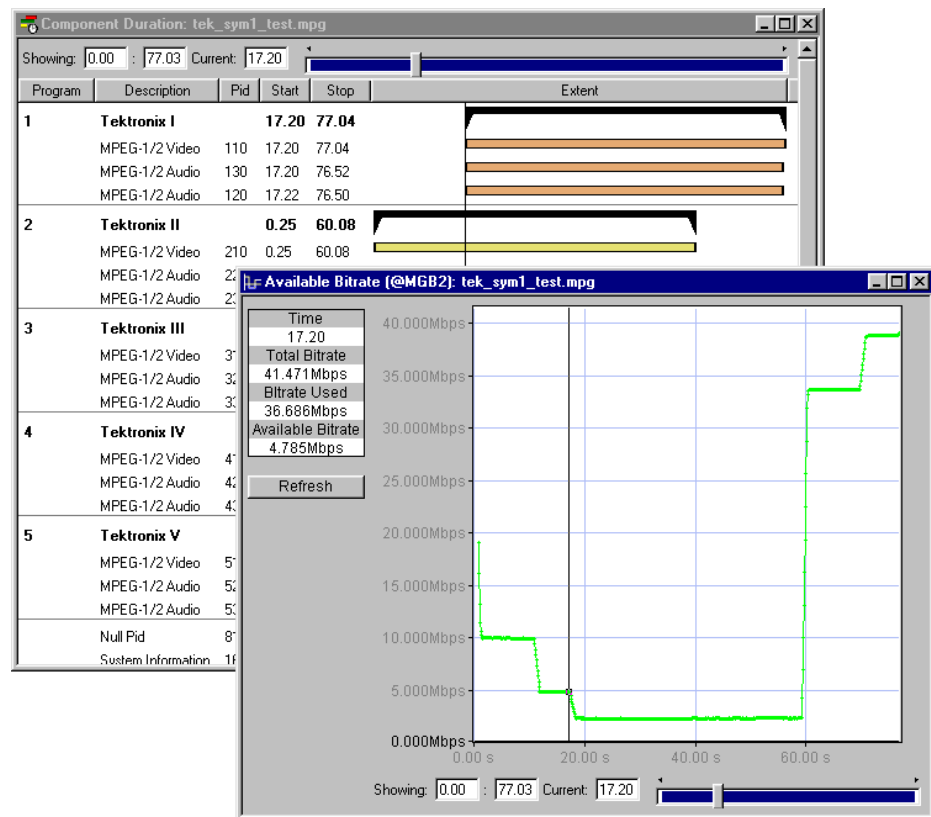 Component Duration: tek_sym1_test.mpg
Showing: 0.00 : 77.03 Current: 17.20
Program Description Pid Start Stop Extent
1 Tektronix I 17.20 77.04
MPEG-1/2 Video 110 17.20 77.04
MPEG-1/2 Audio 130 17.20 76.52
MPEG-1/2 Audio 120 17.22 76.50
2 Tektronix II 0.25 60.08
MPEG-1/2 Video 210 0.25 60.08
MPEG-1/2 Audio
MPEG-1/2 Audio
3 Tektronix III
MPEG-1/2 Video
MPEG-1/2 Audio
MPEG-1/2 Audio
4 Tektronix IV
MPEG-1/2 Video
MPEG-1/2 Audio
MPEG-1/2 Audio
5 Tektronix V
MPEG-1/2 Video
MPEG-1/2 Audio
MPEG-1/2 Audio
Null Pid
System Information
Available Bitrate (@MGB2): tek_sym1_test.mpg
Time
17.20
Total Bitrate
41.471Mbps
BItrate Used
36.686Mbps
Available Bitrate
4.785Mbps
Refresh
40.000Mbps
35.000Mbps
30.000Mbps
25.000Mbps
20.000Mbps
15.000Mbps
10.000Mbps
5.000Mbps
0.000Mbps
0.00 s 20.00 s 40.00 s 60.00 s
Showing: 0.00 : 77.03 Current: 17.20